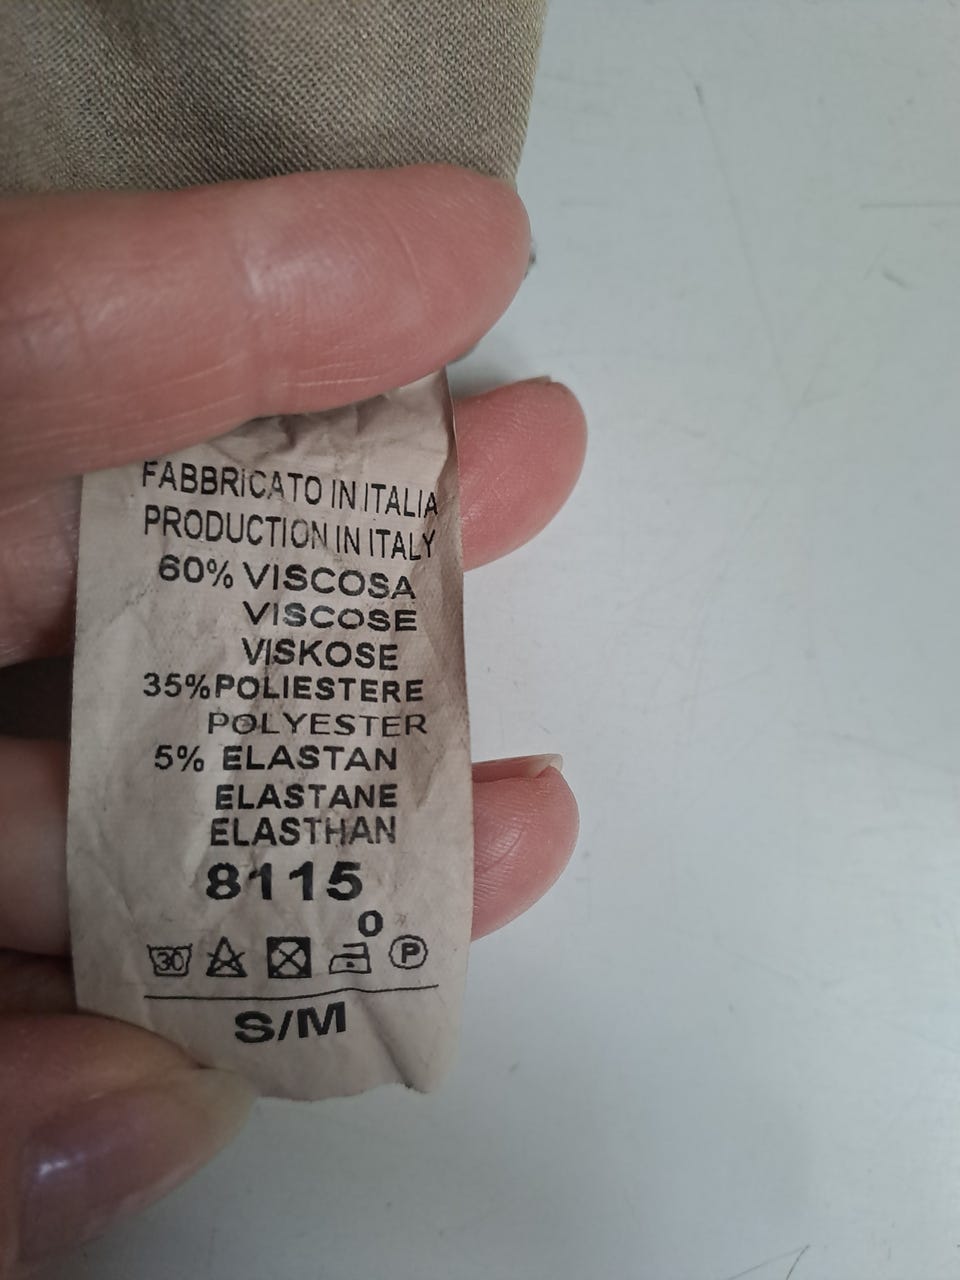 FABBRICATO IN ITALIA
PRODUCTION IN ITALY
60% VISCOSA
VISCOSE
VISKOSE
35%POLIESTERE
POLYESTER
5% ELASTAN
ELASTANE
ELASTHAN
8115
0
30 P
S/M